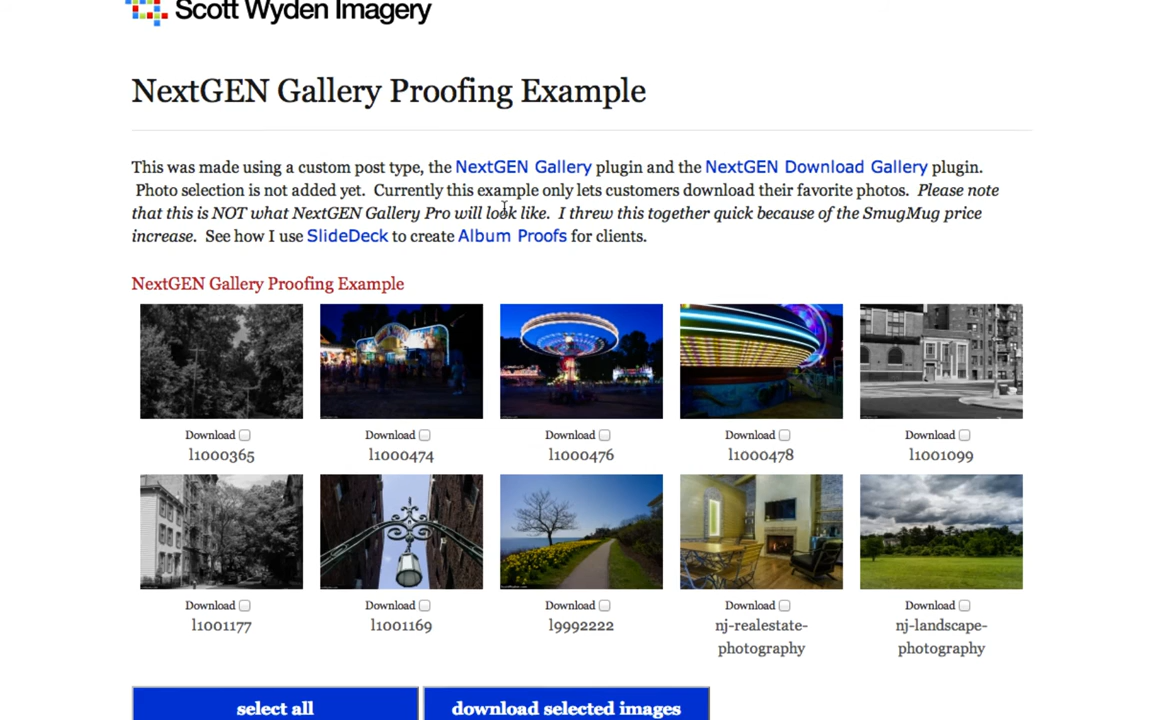 Scott Wyden Imagery
NextGEN Gallery Proofing Example
This was made using a custom post type, the NextGEN Gallery plugin and the NextGEN Download Gallery plugin.
Photo selection is not added yet. Currently this example only lets customers download their favorite photos. Please note
that this is NOT what NextGEN Gallery Pro will look like. I threw this together quick because of the SmugMug price
increase. See how I use SlideDeck to create Album Proofs for clients.
NextGEN Gallery Proofing Example
Download Download Download Download Download
l1000365 l1000474 l1000476 l1000478 l1001099
Download Download Download Download Download
l1001177 l1001169 l9992222 nj-realestate- nj-landscape-
photography photography
select all download selected images